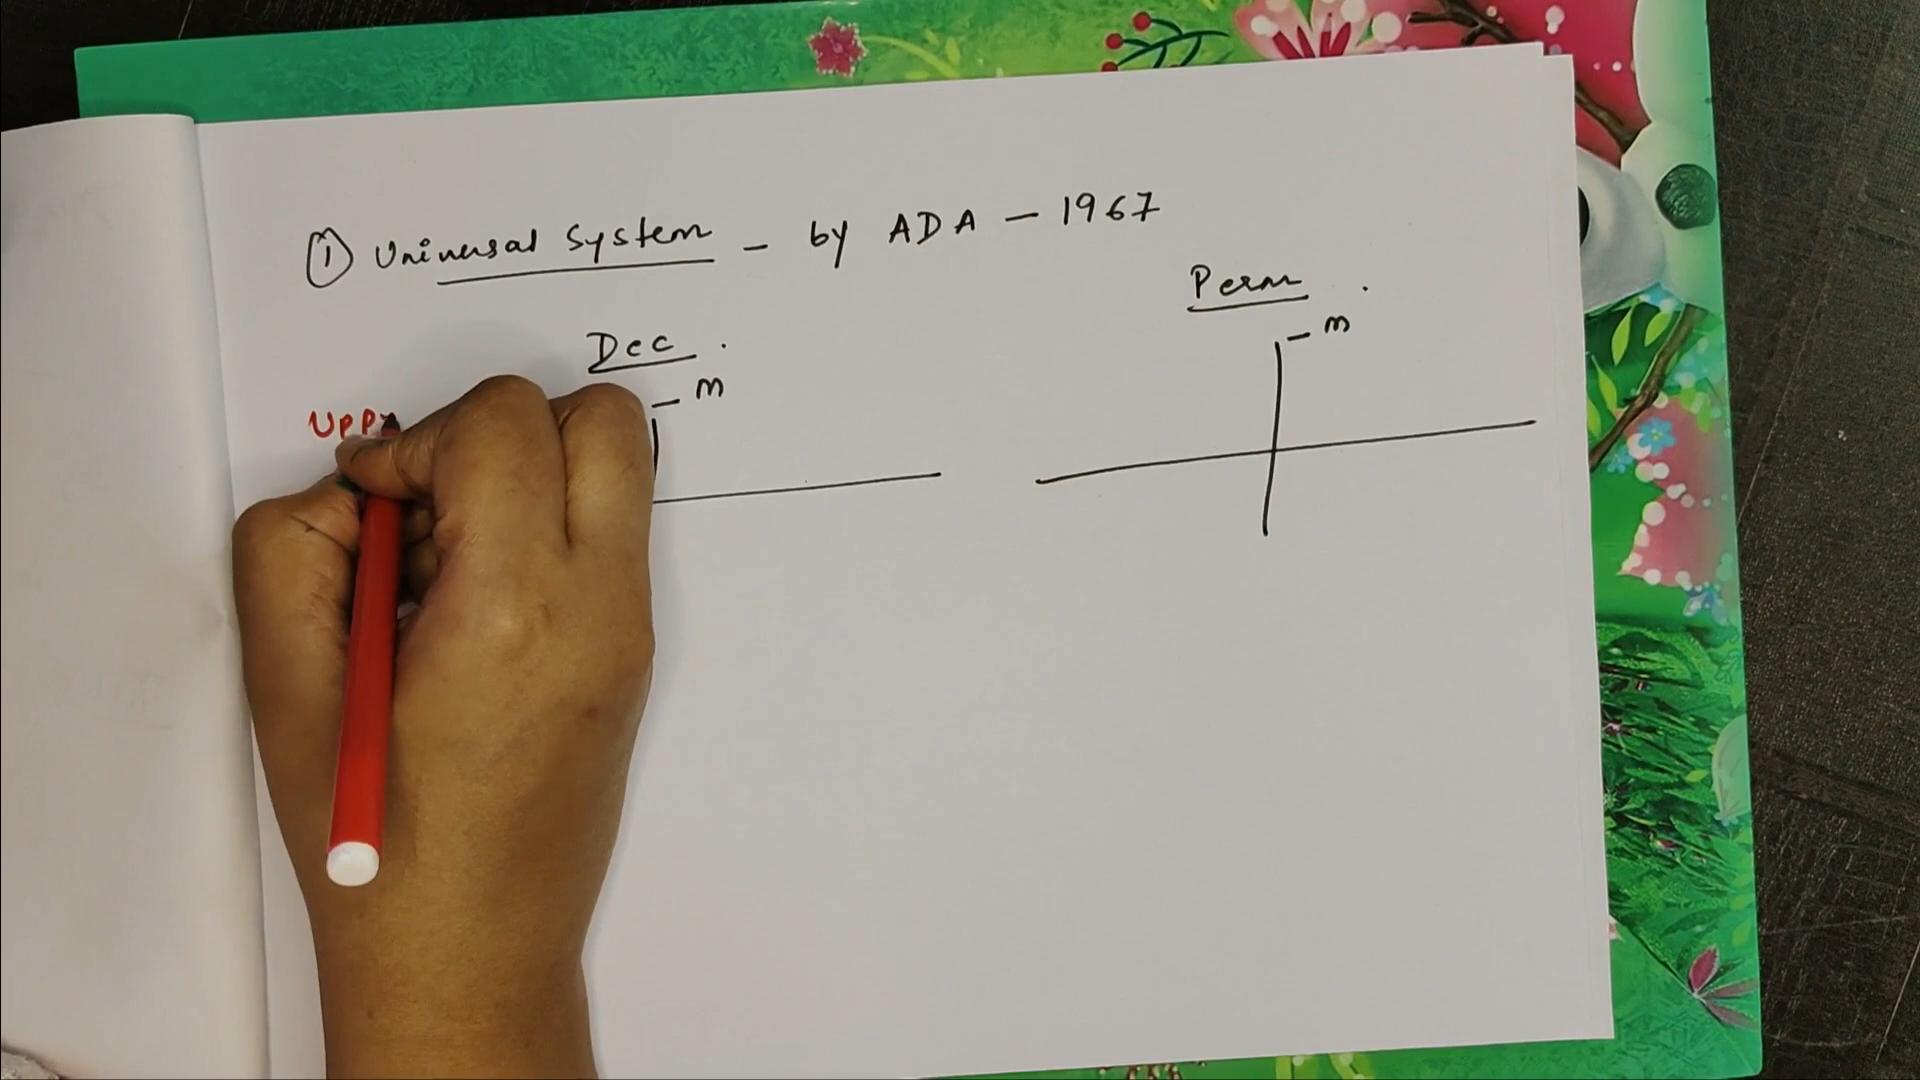 ① Universal System - by ADA - 1967
Dec . Perm .
- m - m
UPP